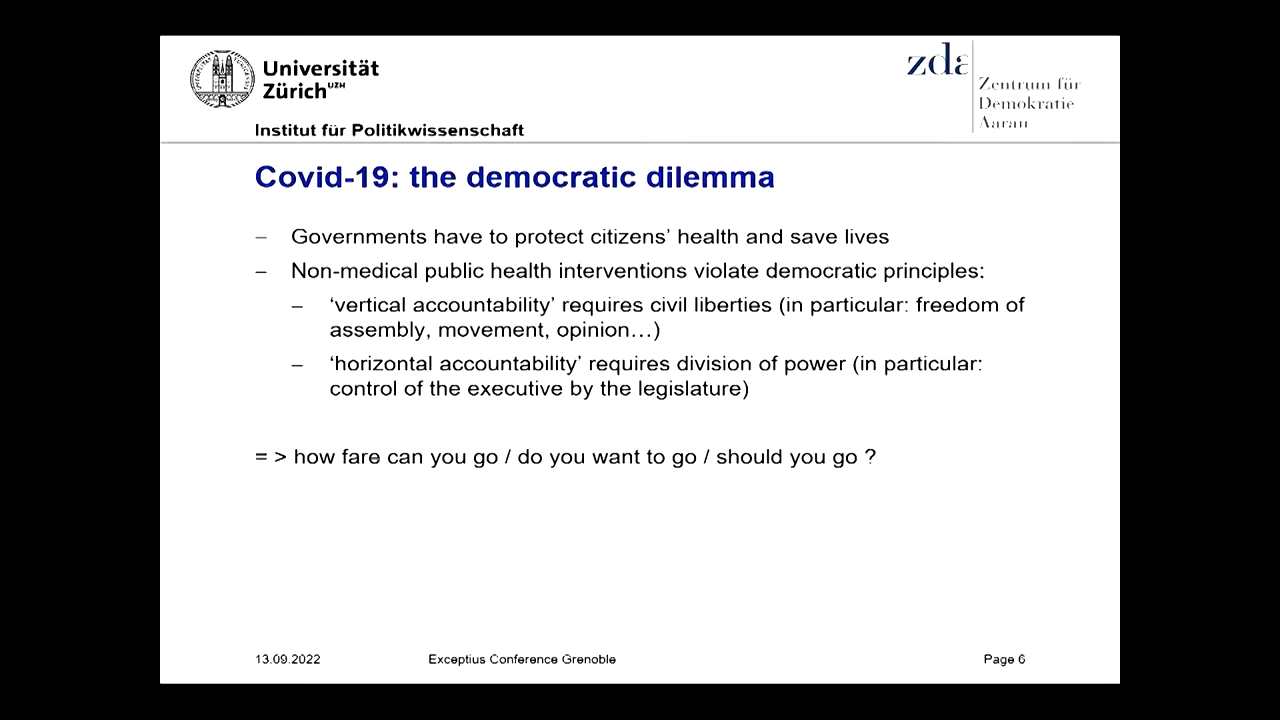 Universität
Zürich UZH
Institut für Politikwissenschaft
zda
Zentrum für
Demokratie
Aarau
Covid-19: the democratic dilemma
– Governments have to protect citizens’ health and save lives
– Non-medical public health interventions violate democratic principles:
– ‘vertical accountability’ requires civil liberties (in particular: freedom of
assembly, movement, opinion…)
– ‘horizontal accountability’ requires division of power (in particular:
control of the executive by the legislature)
= > how fare can you go / do you want to go / should you go ?
13.09.2022 Exceptius Conference Grenoble Page 6